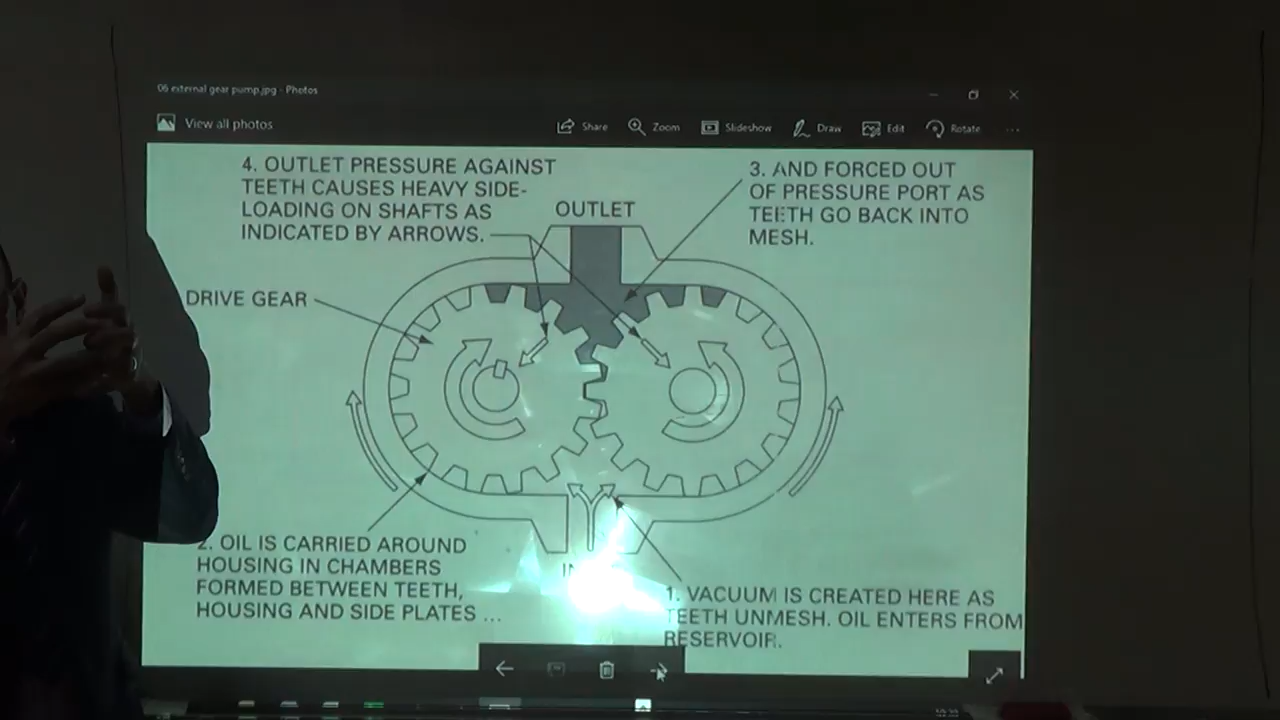 06 external gear pump.jpg - Photos
View all photos
Share
Zoom
Slideshow
Draw
Edit
Rotate
4. OUTLET PRESSURE AGAINST
TEETH CAUSES HEAVY SIDE-
LOADING ON SHAFTS AS
INDICATED BY ARROWS.
OUTLET
3. AND FORCED OUT
OF PRESSURE PORT AS
TEETH GO BACK INTO
MESH.
DRIVE GEAR
2. OIL IS CARRIED AROUND
HOUSING IN CHAMBERS
FORMED BETWEEN TEETH,
HOUSING AND SIDE PLATES ...
1. VACUUM IS CREATED HERE AS
TEETH UNMESH. OIL ENTERS FROM
RESERVOIR.